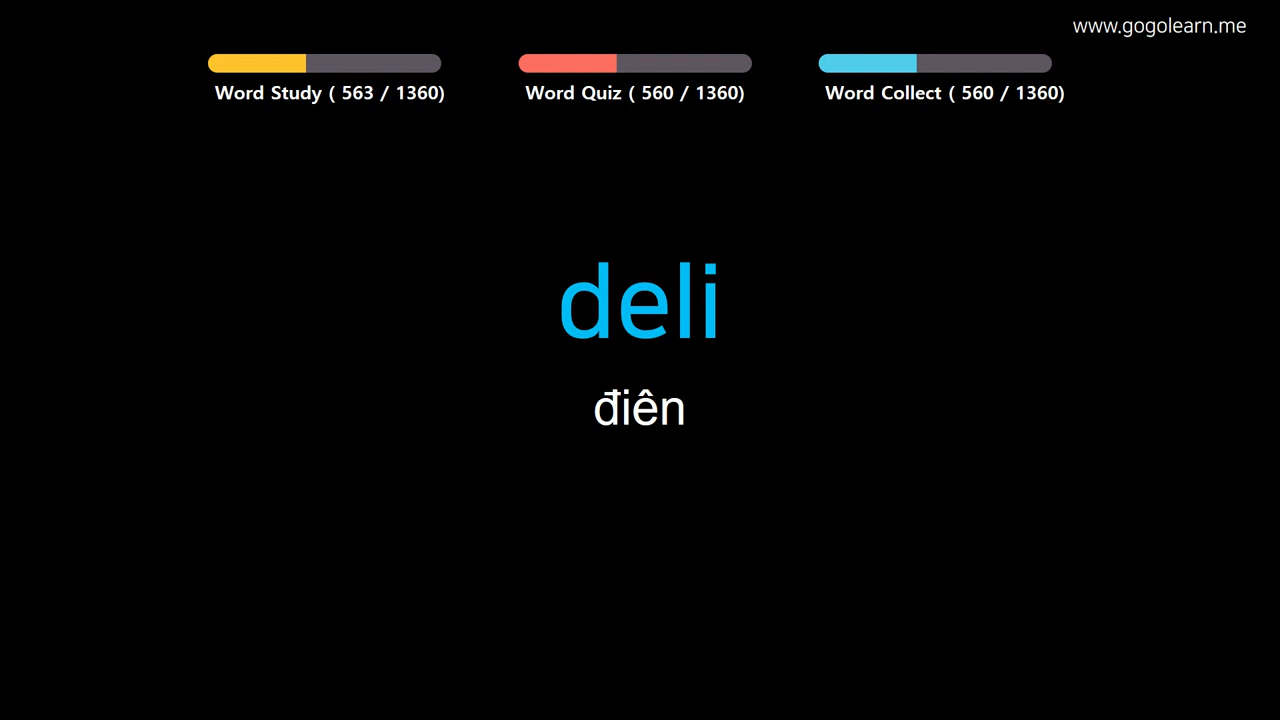 www.gogolearn.me
Word Study ( 563 / 1360)
Word Quiz ( 560 / 1360)
Word Collect ( 560 / 1360)
deli
điên